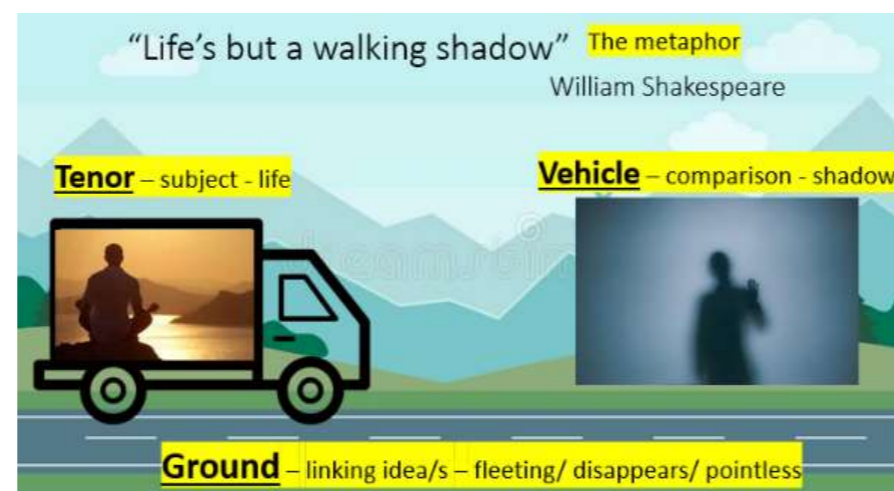 “Life’s but a walking shadow” The metaphor
William Shakespeare
Tenor – subject - life
Vehicle – comparison - shadow
dreamstime
Ground – linking idea/s – fleeting/ disappears/ pointless